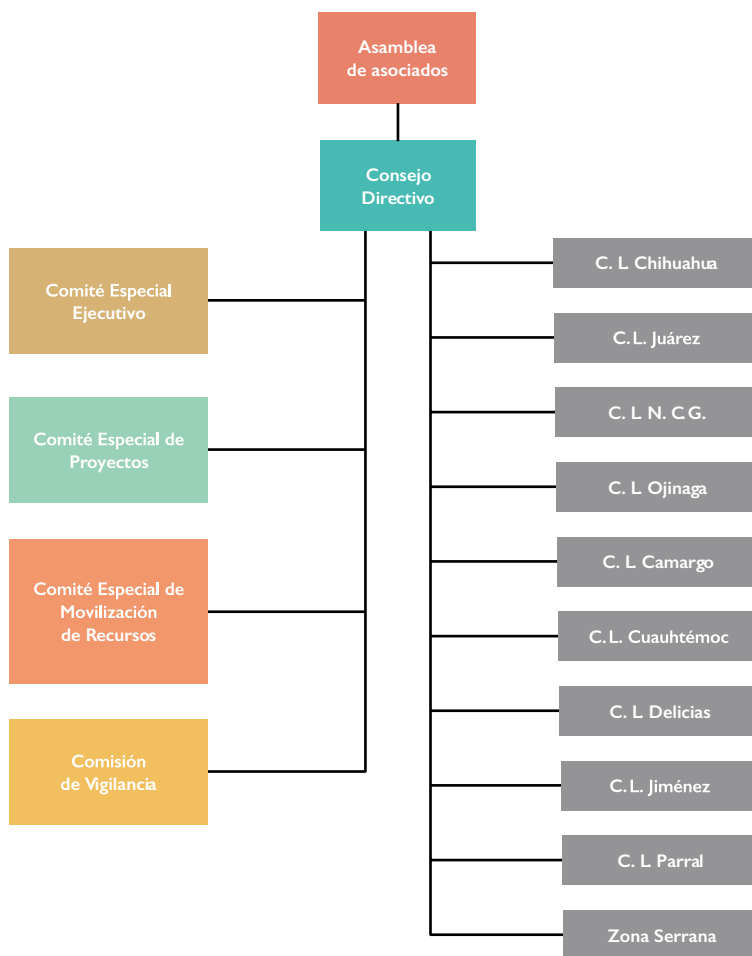 Asamblea
de asociados
Consejo
Directivo
Comité Especial
Ejecutivo
Comité Especial de
Proyectos
Comité Especial de
Movilización
de Recursos
Comisión
de Vigilancia
C. L. Chihuahua
C. L. Juárez
C. L. N. C. G.
C. L. Ojinaga
C. L. Camargo
C. L. Cuauhtémoc
C. L. Delicias
C. L. Jiménez
C. L. Parral
Zona Serrana